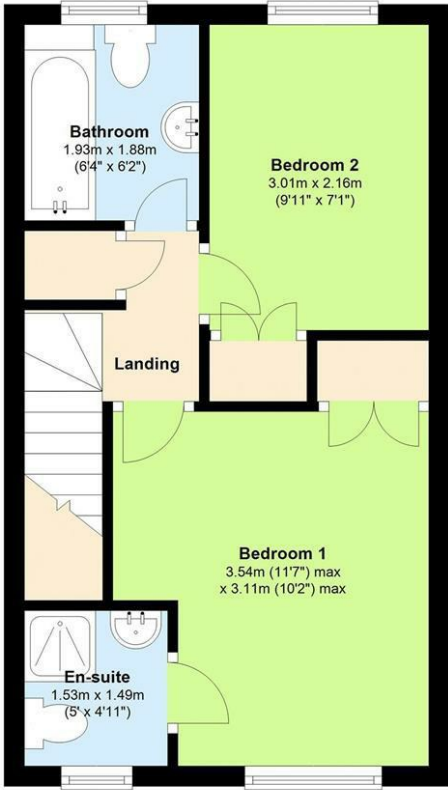 Bathroom
1.93m x 1.88m
(6'4" x 6'2")
Bedroom 2
3.01m x 2.16m
(9'11" x 7'1")
Landing
Bedroom 1
3.54m (11'7") max
x 3.11m (10'2") max
En-suite
1.53m x 1.49m
(5' x 4'11")